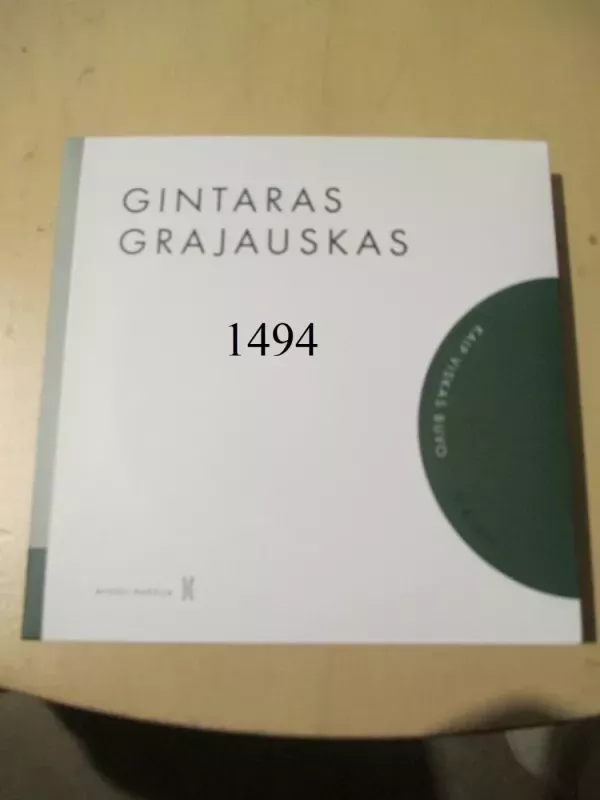 GINTARAS
GRAJAUSKAS
1494
KAIP VISKAS BUVO